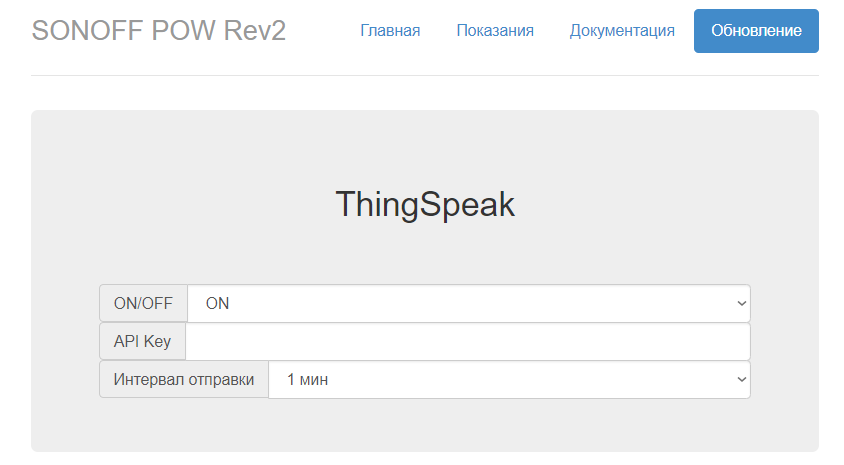 SONOFF POW Rev2 Главная Показания Документация Обновление
ThingSpeak
ON/OFF ON
API Key
Интервал отправки 1 мин